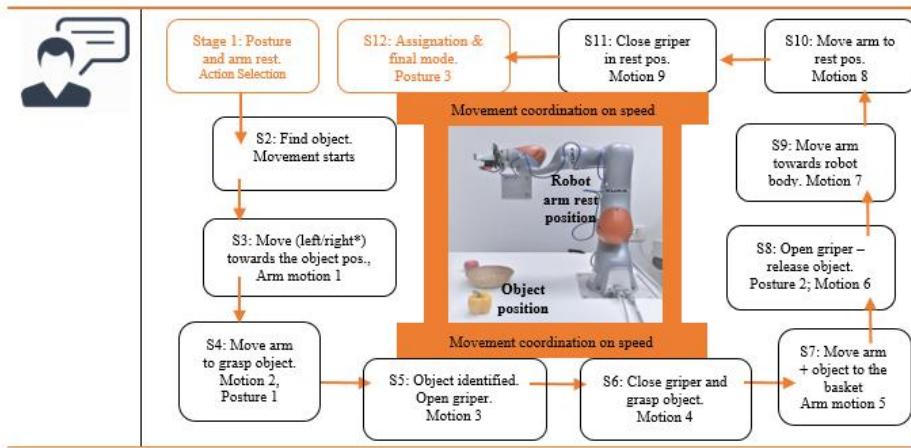 Stage 1: Posture
and arm rest.
Action Selection
S12: Assignation &
final mode.
Posture 3
S11: Close griper
in rest pos.
Motion 9
S10: Move arm to
rest pos.
Motion 8
Movement coordination on speed
S2: Find object.
Movement starts
S9: Move arm
towards robot
body. Motion 7
Robot
arm rest
position
S3: Move (left/right*)
towards the object pos.,
Arm motion 1
S8: Open griper –
release object.
Posture 2; Motion 6
Object
position
S4: Move arm
to grasp object.
Motion 2,
Posture 1
Movement coordination on speed
S5: Object identified.
Open griper.
Motion 3
S6: Close griper and
grasp object.
Motion 4
S7: Move arm
+ object to the
basket
Arm motion 5